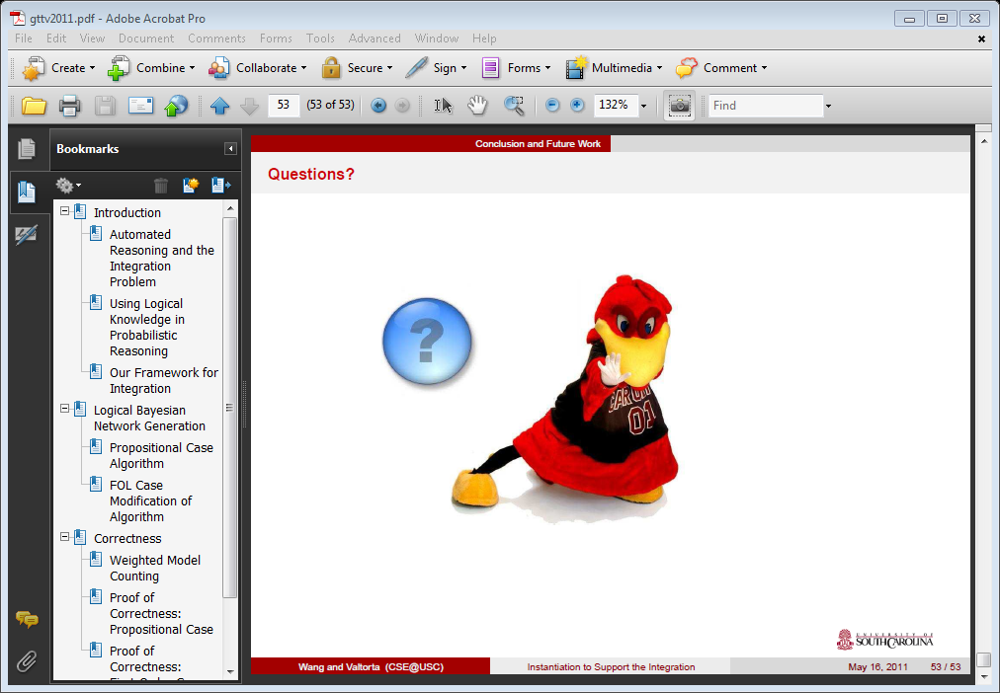 gttv2011.pdf - Adobe Acrobat Pro
File Edit View Document Comments Forms Tools Advanced Window Help
Create Combine Collaborate Secure Sign Forms Multimedia Comment
53 (53 of 53) 132% Find
Bookmarks
Introduction
Automated
Reasoning and the
Integration
Problem
Using Logical
Knowledge in
Probabilistic
Reasoning
Our Framework for
Integration
Logical Bayesian
Network Generation
Propositional Case
Algorithm
FOL Case
Modification of
Algorithm
Correctness
Weighted Model
Counting
Proof of
Correctness:
Propositional Case
Proof of
Correctness:
Conclusion and Future Work
Questions?
?
CAROLI
01
UNIVERSITY OF
SOUTH CAROLINA
Wang and Valtorta (CSE@USC) Instantiation to Support the Integration May 16, 2011 53 / 53